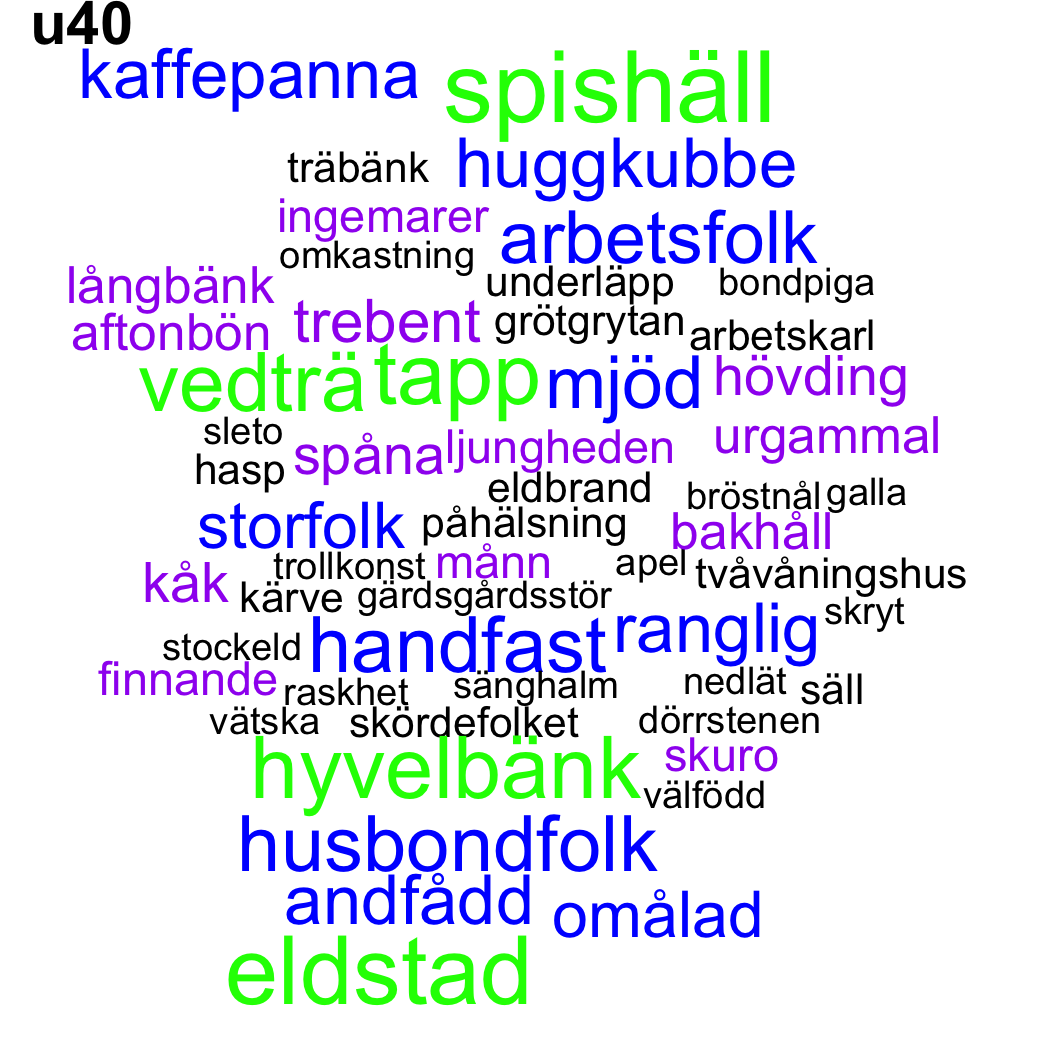 u40
kaffepanna spishäll
träbänk huggkubbe
ingemarer arbetsfolk
omkastning underläpp bondpiga
långbänk trebent grötgrytan arbetskarl
aftonbön
vedträ tapp mjöd hövding
sleto spåna ljungheden urgammal
hasp eldbrand bröstnål galla
storfolk påhälsning bakhåll
trollkonst månn apel tvåvåningshus
kåk kärve gärdsgårdsstör skryt
stockeld handfast ranglig
finnande raskhet sänghalm nedlät säll
vätska skördefolket dörrstenen
hyvelbänk skuro
välfödd
husbondfolk
andfådd omålad
eldstad